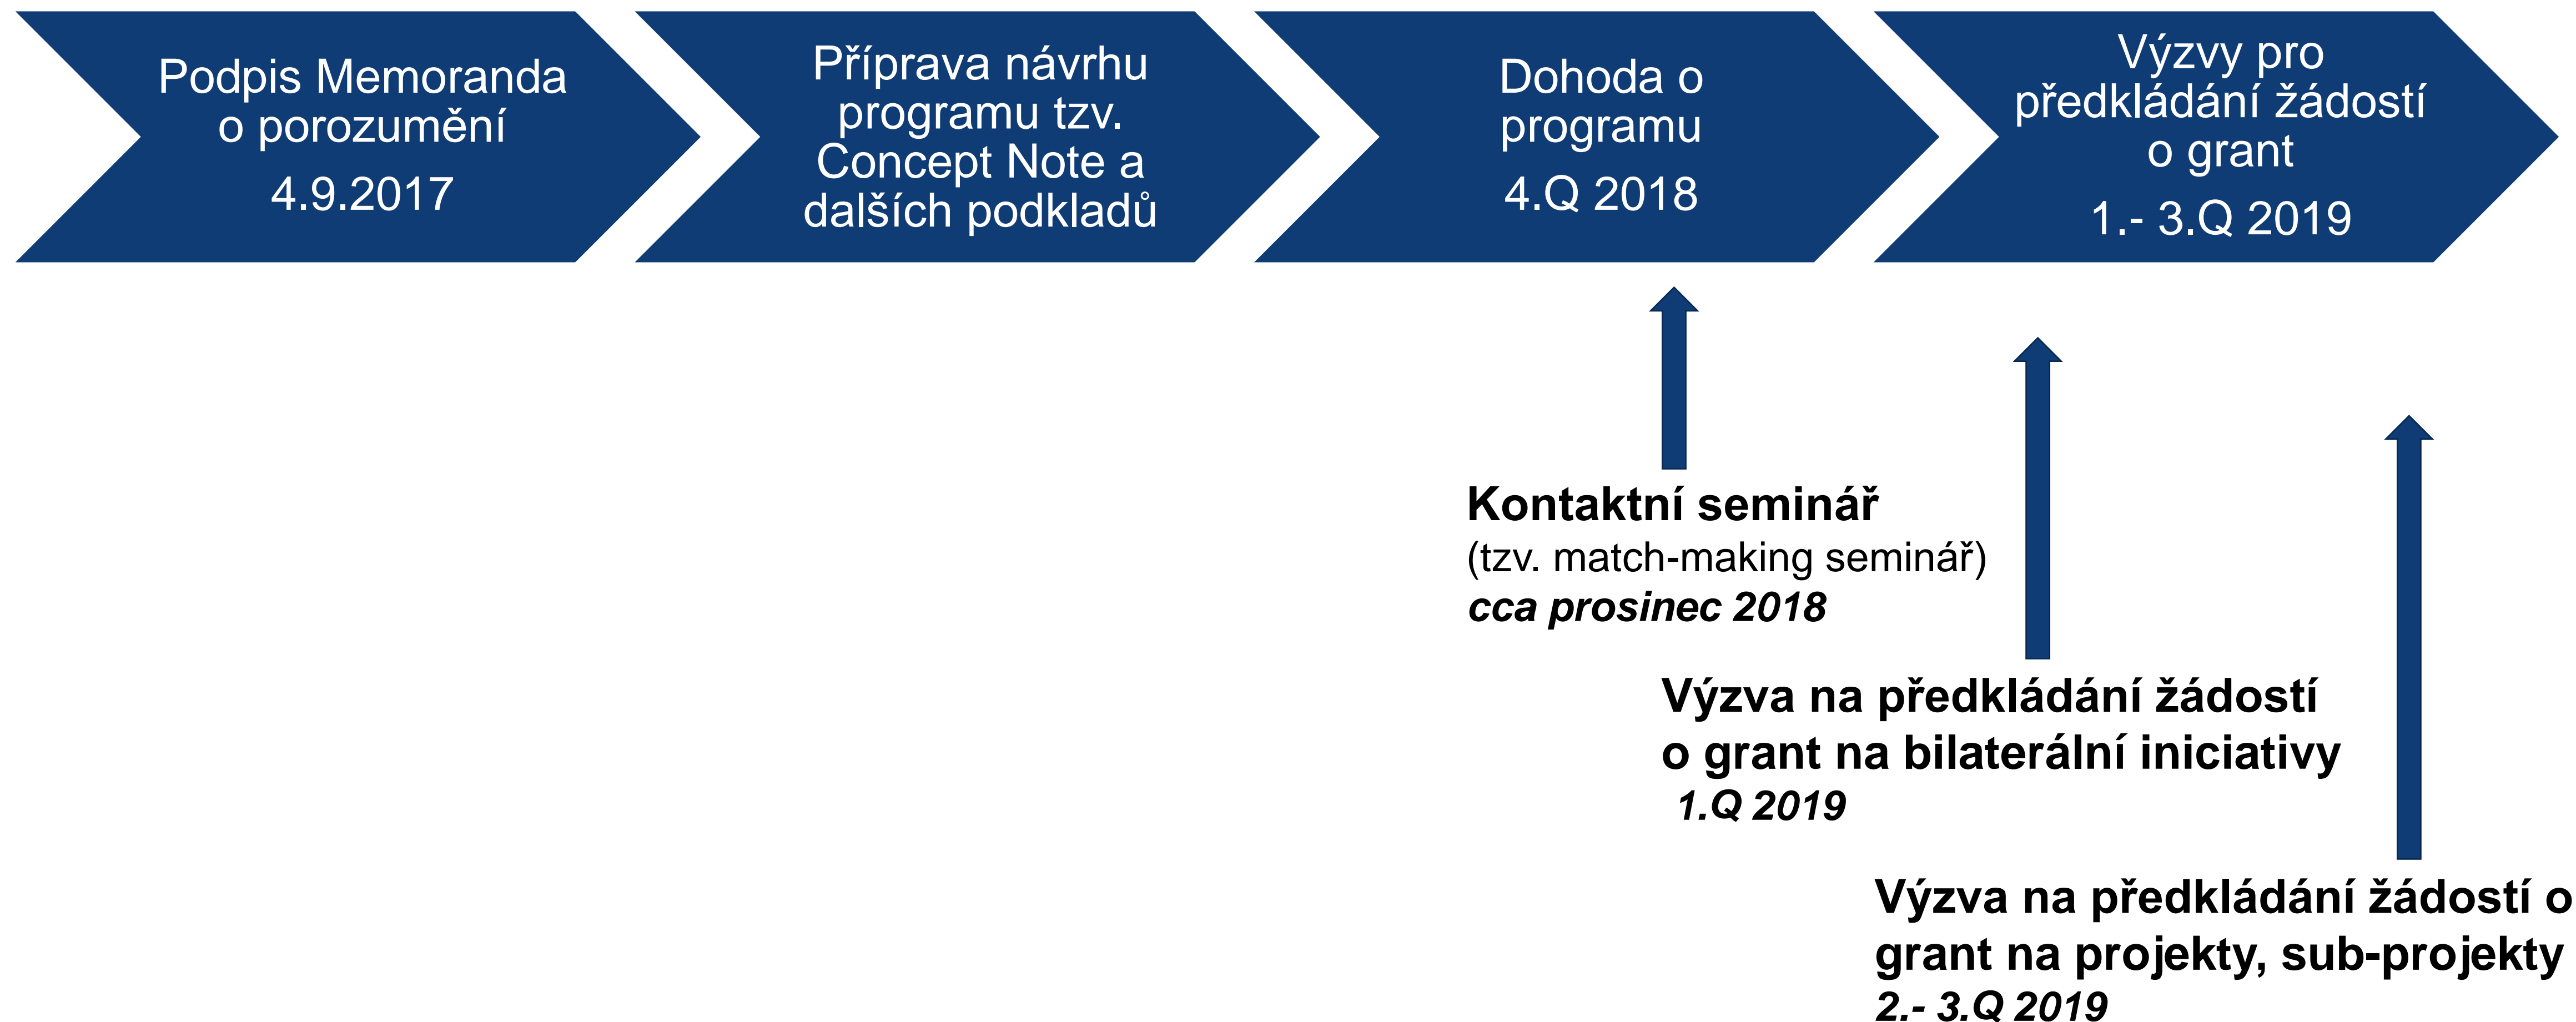 Podpis Memoranda
o porozumění
4.9.2017
Příprava návrhu
programu tzv.
Concept Note a
dalších podkladů
Dohoda o
programu
4.Q 2018
Výzvy pro
předkládání žádostí
o grant
1.- 3.Q 2019
Kontaktní seminář
(tzv. match-making seminář)
cca prosinec 2018
Výzva na předkládání žádostí
o grant na bilaterální iniciativy
1.Q 2019
Výzva na předkládání žádostí o
grant na projekty, sub-projekty
2.- 3.Q 2019